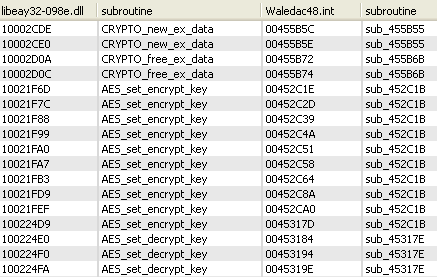 libeay32-098e.dll subroutine Waledac48.int subroutine
10002CDE CRYPTO_new_ex_data 00455B5C sub_455B55
10002CE0 CRYPTO_new_ex_data 00455B5E sub_455B55
10002D0A CRYPTO_free_ex_data 00455B72 sub_455B6B
10002D0C CRYPTO_free_ex_data 00455B74 sub_455B6B
10021F6D AES_set_encrypt_key 00452C1E sub_452C1B
10021F7C AES_set_encrypt_key 00452C2D sub_452C1B
10021F88 AES_set_encrypt_key 00452C39 sub_452C1B
10021F99 AES_set_encrypt_key 00452C4A sub_452C1B
10021FA0 AES_set_encrypt_key 00452C51 sub_452C1B
10021FA7 AES_set_encrypt_key 00452C58 sub_452C1B
10021FB3 AES_set_encrypt_key 00452C64 sub_452C1B
10021FD9 AES_set_encrypt_key 00452C8A sub_452C1B
10021FEF AES_set_encrypt_key 00452CA0 sub_452C1B
100224D9 AES_set_decrypt_key 0045317D sub_45317E
100224E0 AES_set_decrypt_key 00453184 sub_45317E
100224F0 AES_set_decrypt_key 00453194 sub_45317E
100224FA AES_set_decrypt_key 0045319E sub_45317E